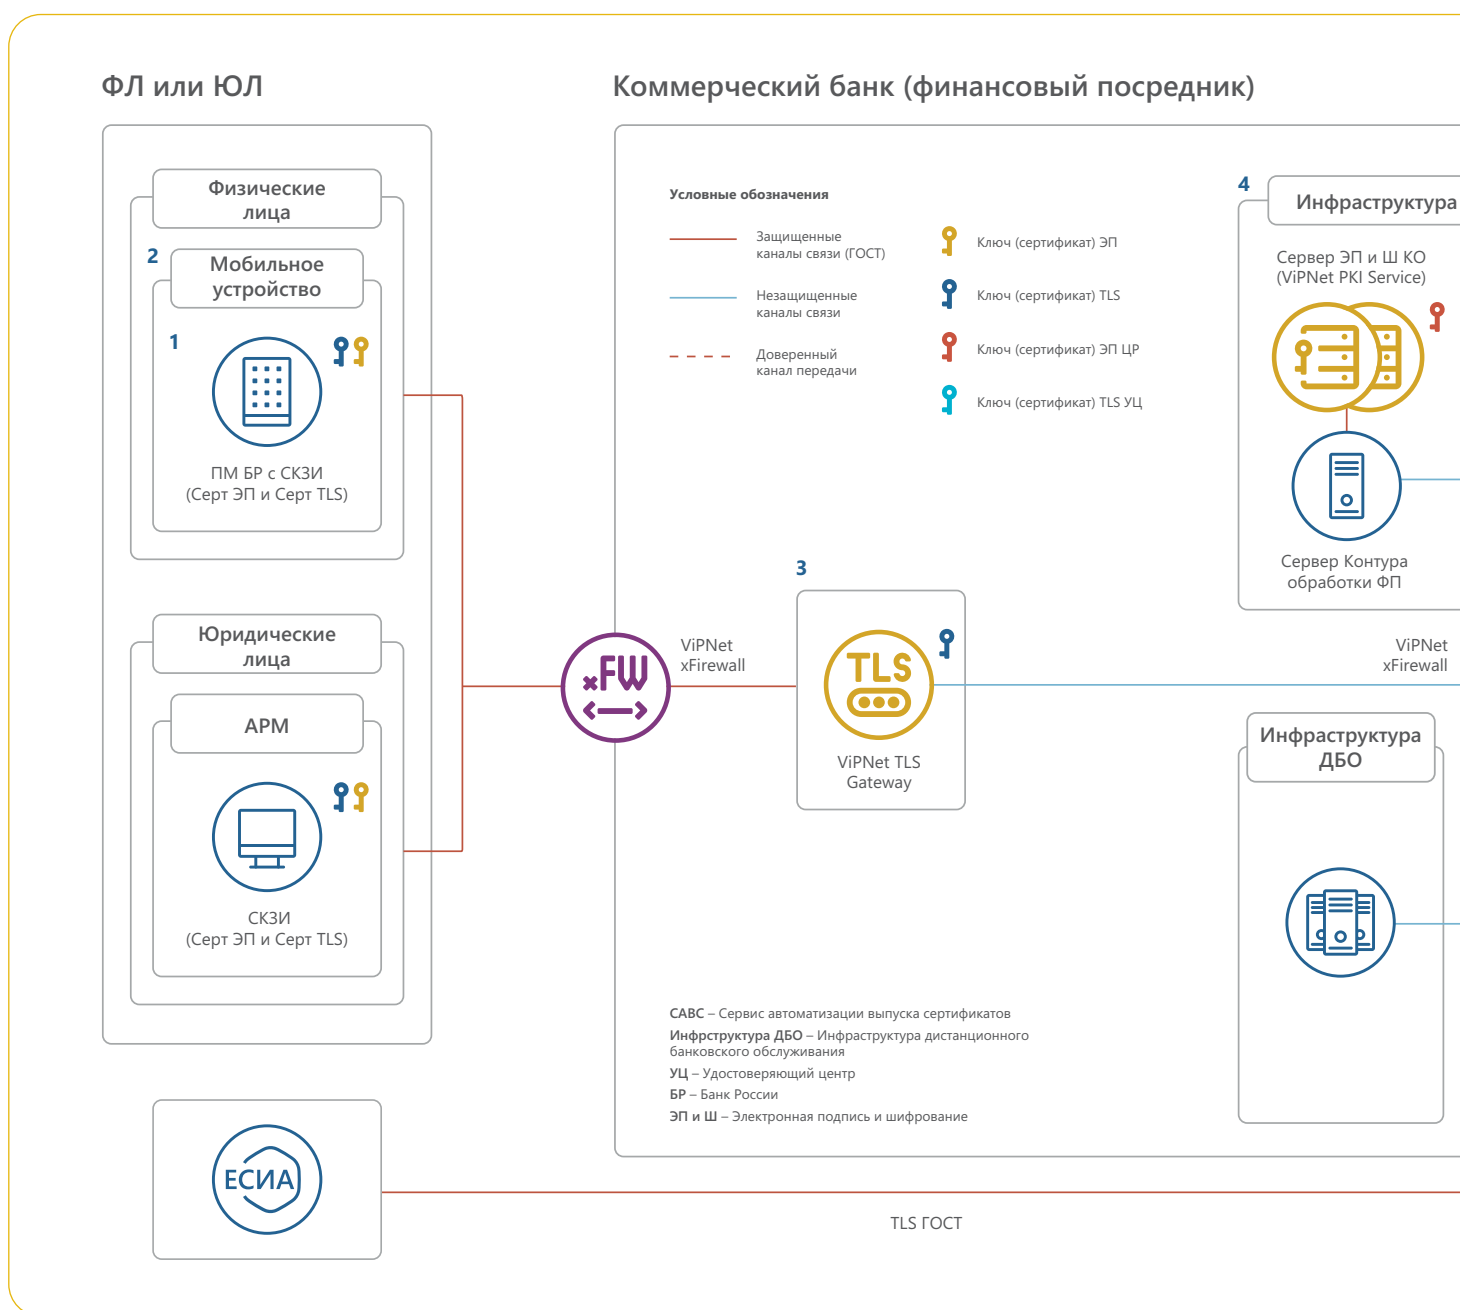 ФЛ или ЮЛ
Коммерческий банк (финансовый посредник)
Физические
лица
2
Мобильное
устройство
1
ПМ БР с СКЗИ
(Серт ЭП и Серт TLS)
Юридические
лица
АРМ
СКЗИ
(Серт ЭП и Серт TLS)
ЕСИА
Условные обозначения
Защищенные
каналы связи (ГОСТ)
Незащищенные
каналы связи
Доверенный
канал передачи
Ключ (сертификат) ЭП
Ключ (сертификат) TLS
Ключ (сертификат) ЭП ЦР
Ключ (сертификат) TLS УЦ
xFW
ViPNet
xFirewall
3
TLS
ViPNet TLS
Gateway
4
Инфраструктура
Сервер ЭП и Ш КО
(ViPNet PKI Service)
Сервер Контура
обработки ФП
ViPNet
xFirewall
Инфраструктура
ДБО
САВС – Сервис автоматизации выпуска сертификатов
Инфрструктура ДБО – Инфраструктура дистанционного
банковского обслуживания
УЦ – Удостоверяющий центр
БР – Банк России
ЭП и Ш – Электронная подпись и шифрование
TLS ГОСТ